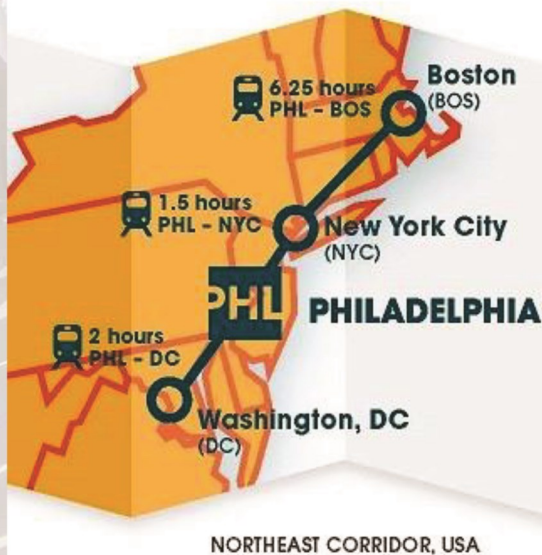 Boston
(BOS)
6.25 hours
PHL – BOS
1.5 hours
PHL – NYC
New York City
(NYC)
PHL
PHILADELPHIA
2 hours
PHL – DC
Washington, DC
(DC)
NORTHEAST CORRIDOR, USA